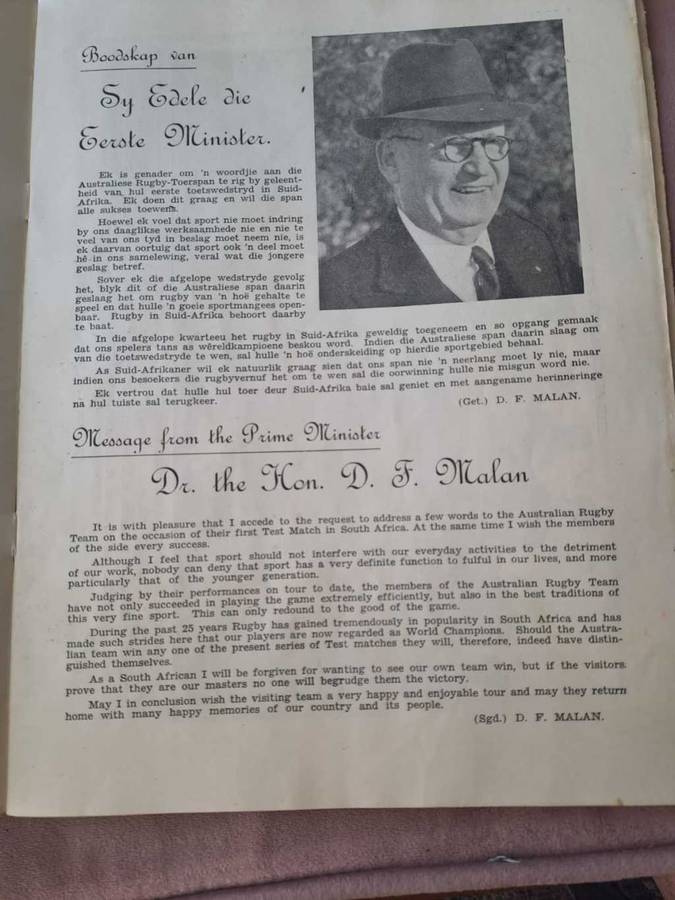 Boodskap van
Sy Edele die
Eerste Minister.
Ek is genader om 'n woordjie aan die
Australiese Rugby-Toerspan te rig by geleent-
heid van hul eerste toetswedstryd in Suid-
Afrika. Ek doen dit graag en wil die span
alle sukses toewens.
Hoewel ek voel dat sport nie moet indring
by ons daaglikse werksaamhede nie en nie te
veel van ons tyd in beslag moet neem nie, is
ek daarvan oortuig dat sport ook 'n deel moet
hê in ons samelewing, veral wat die jongere
geslag betref.
Sover ek die afgelope wedstryde gevolg
het, blyk dit of die Australiese span daarin
geslaag het om rugby van 'n hoë gehalte te
speel en dat hulle 'n goeie sportmangees open-
baar. Rugby in Suid-Afrika behoort daarby
te baat.
In die afgelope kwarteeu het rugby in Suid-Afrika geweldig toegeneem en so opgang gemaak
dat ons spelers tans as wêreldkampioene beskou word. Indien die Australiese span daarin slaag om
van die toetswedstryde te wen, sal hulle 'n hoë onderskeiding op hierdie sportgebied behaal.
As Suid-Afrikaner wil ek natuurlik graag sien dat ons span nie 'n neerlang moet ly nie, maar
indien ons besoekers die rugbyvernuf het om te wen sal die oorwinning hulle nie misgun word nie.
Ek vertrou dat hulle hul toer deur Suid-Afrika baie sal geniet en met aangename herinneringe
na hul tuiste sal terugkeer.
(Get.) D. F. MALAN.
Message from the Prime Minister
Dr. the Hon. D. F. Malan
It is with pleasure that I accede to the request to address a few words to the Australian Rugby
Team on the occasion of their first Test Match in South Africa. At the same time I wish the members
of the side every success.
Although I feel that sport should not interfere with our everyday activities to the detriment
of our work, nobody can deny that sport has a very definite function to fulful in our lives, and more
particularly that of the younger generation.
Judging by their performances on tour to date, the members of the Australian Rugby Team
have not only succeeded in playing the game extremely efficiently, but also in the best traditions of
this very fine sport. This can only redound to the good of the game.
During the past 25 years Rugby has gained tremendously in popularity in South Africa and has
made such strides here that our players are now regarded as World Champions. Should the Austra-
lian team win any one of the present series of Test matches they will, therefore, indeed have distin-
guished themselves.
As a South African I will be forgiven for wanting to see our own team win, but if the visitors
prove that they are our masters no one will begrudge them the victory.
May I in conclusion wish the visiting team a very happy and enjoyable tour and may they return
home with many happy memories of our country and its people.
(Sgd.) D. F. MALAN.